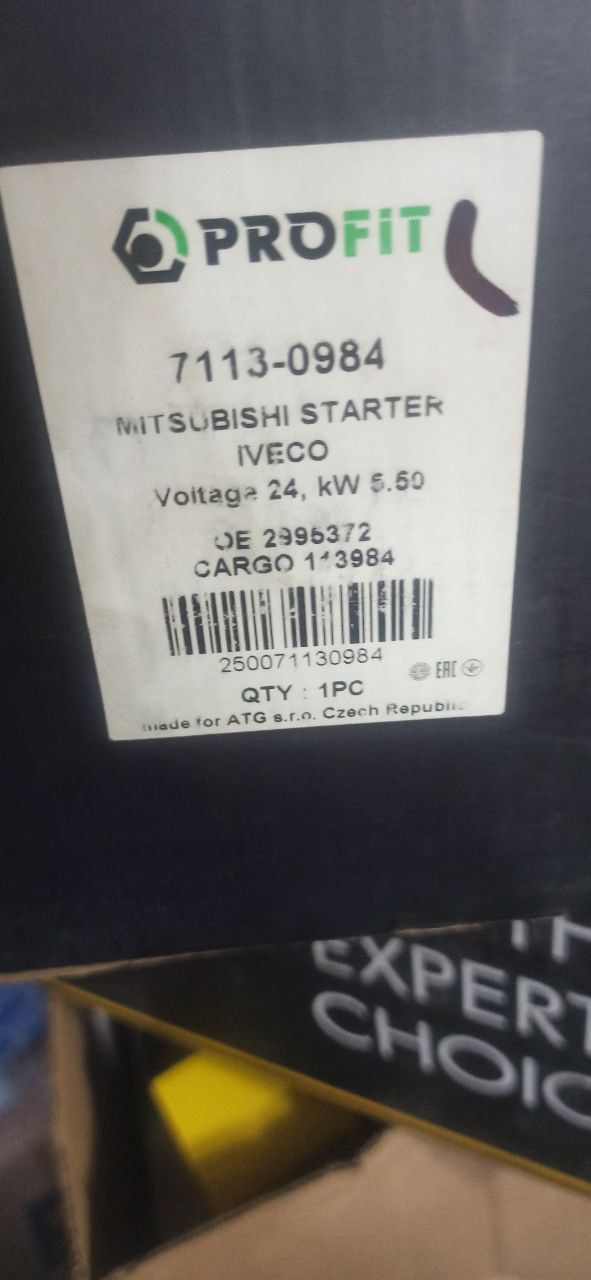 PROFiT
7113-0984
MITSUBISHI STARTER
IVECO
Voltage 24, kW 5.50
OE 2995372
CARGO 113984
250071130984
EAC
QTY : 1PC
made for ATG s.r.o. Czech Republic
EXPERT